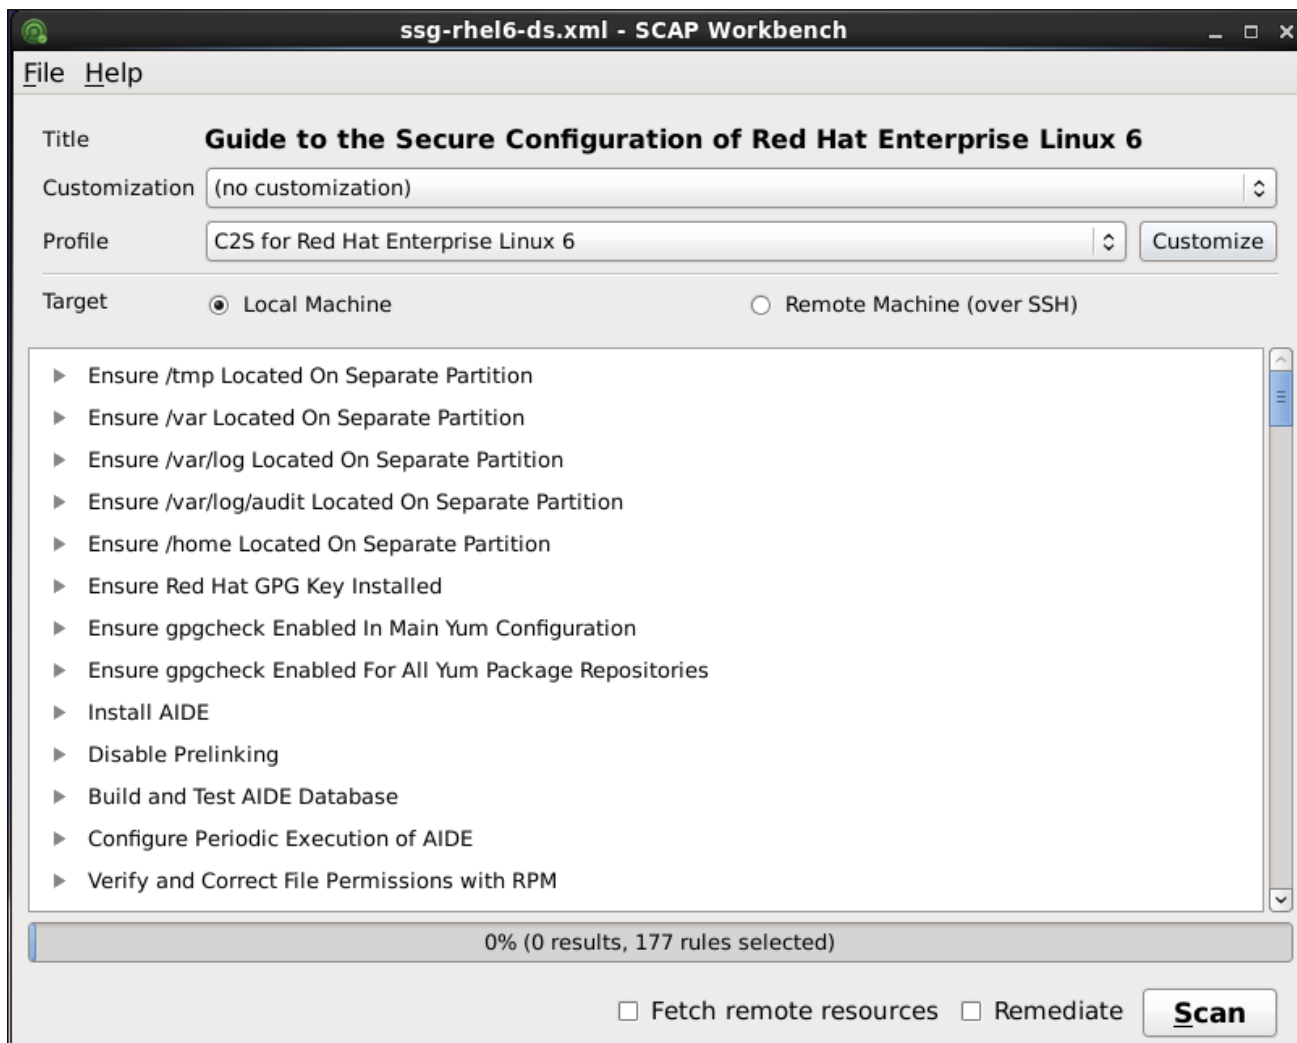 ssg-rhel6-ds.xml - SCAP Workbench
File Help
Title Guide to the Secure Configuration of Red Hat Enterprise Linux 6
Customization (no customization)
Profile C2S for Red Hat Enterprise Linux 6 Customize
Target Local Machine Remote Machine (over SSH)
Ensure /tmp Located On Separate Partition
Ensure /var Located On Separate Partition
Ensure /var/log Located On Separate Partition
Ensure /var/log/audit Located On Separate Partition
Ensure /home Located On Separate Partition
Ensure Red Hat GPG Key Installed
Ensure gpgcheck Enabled In Main Yum Configuration
Ensure gpgcheck Enabled For All Yum Package Repositories
Install AIDE
Disable Prelinking
Build and Test AIDE Database
Configure Periodic Execution of AIDE
Verify and Correct File Permissions with RPM
0% (0 results, 177 rules selected)
Fetch remote resources Remediate Scan